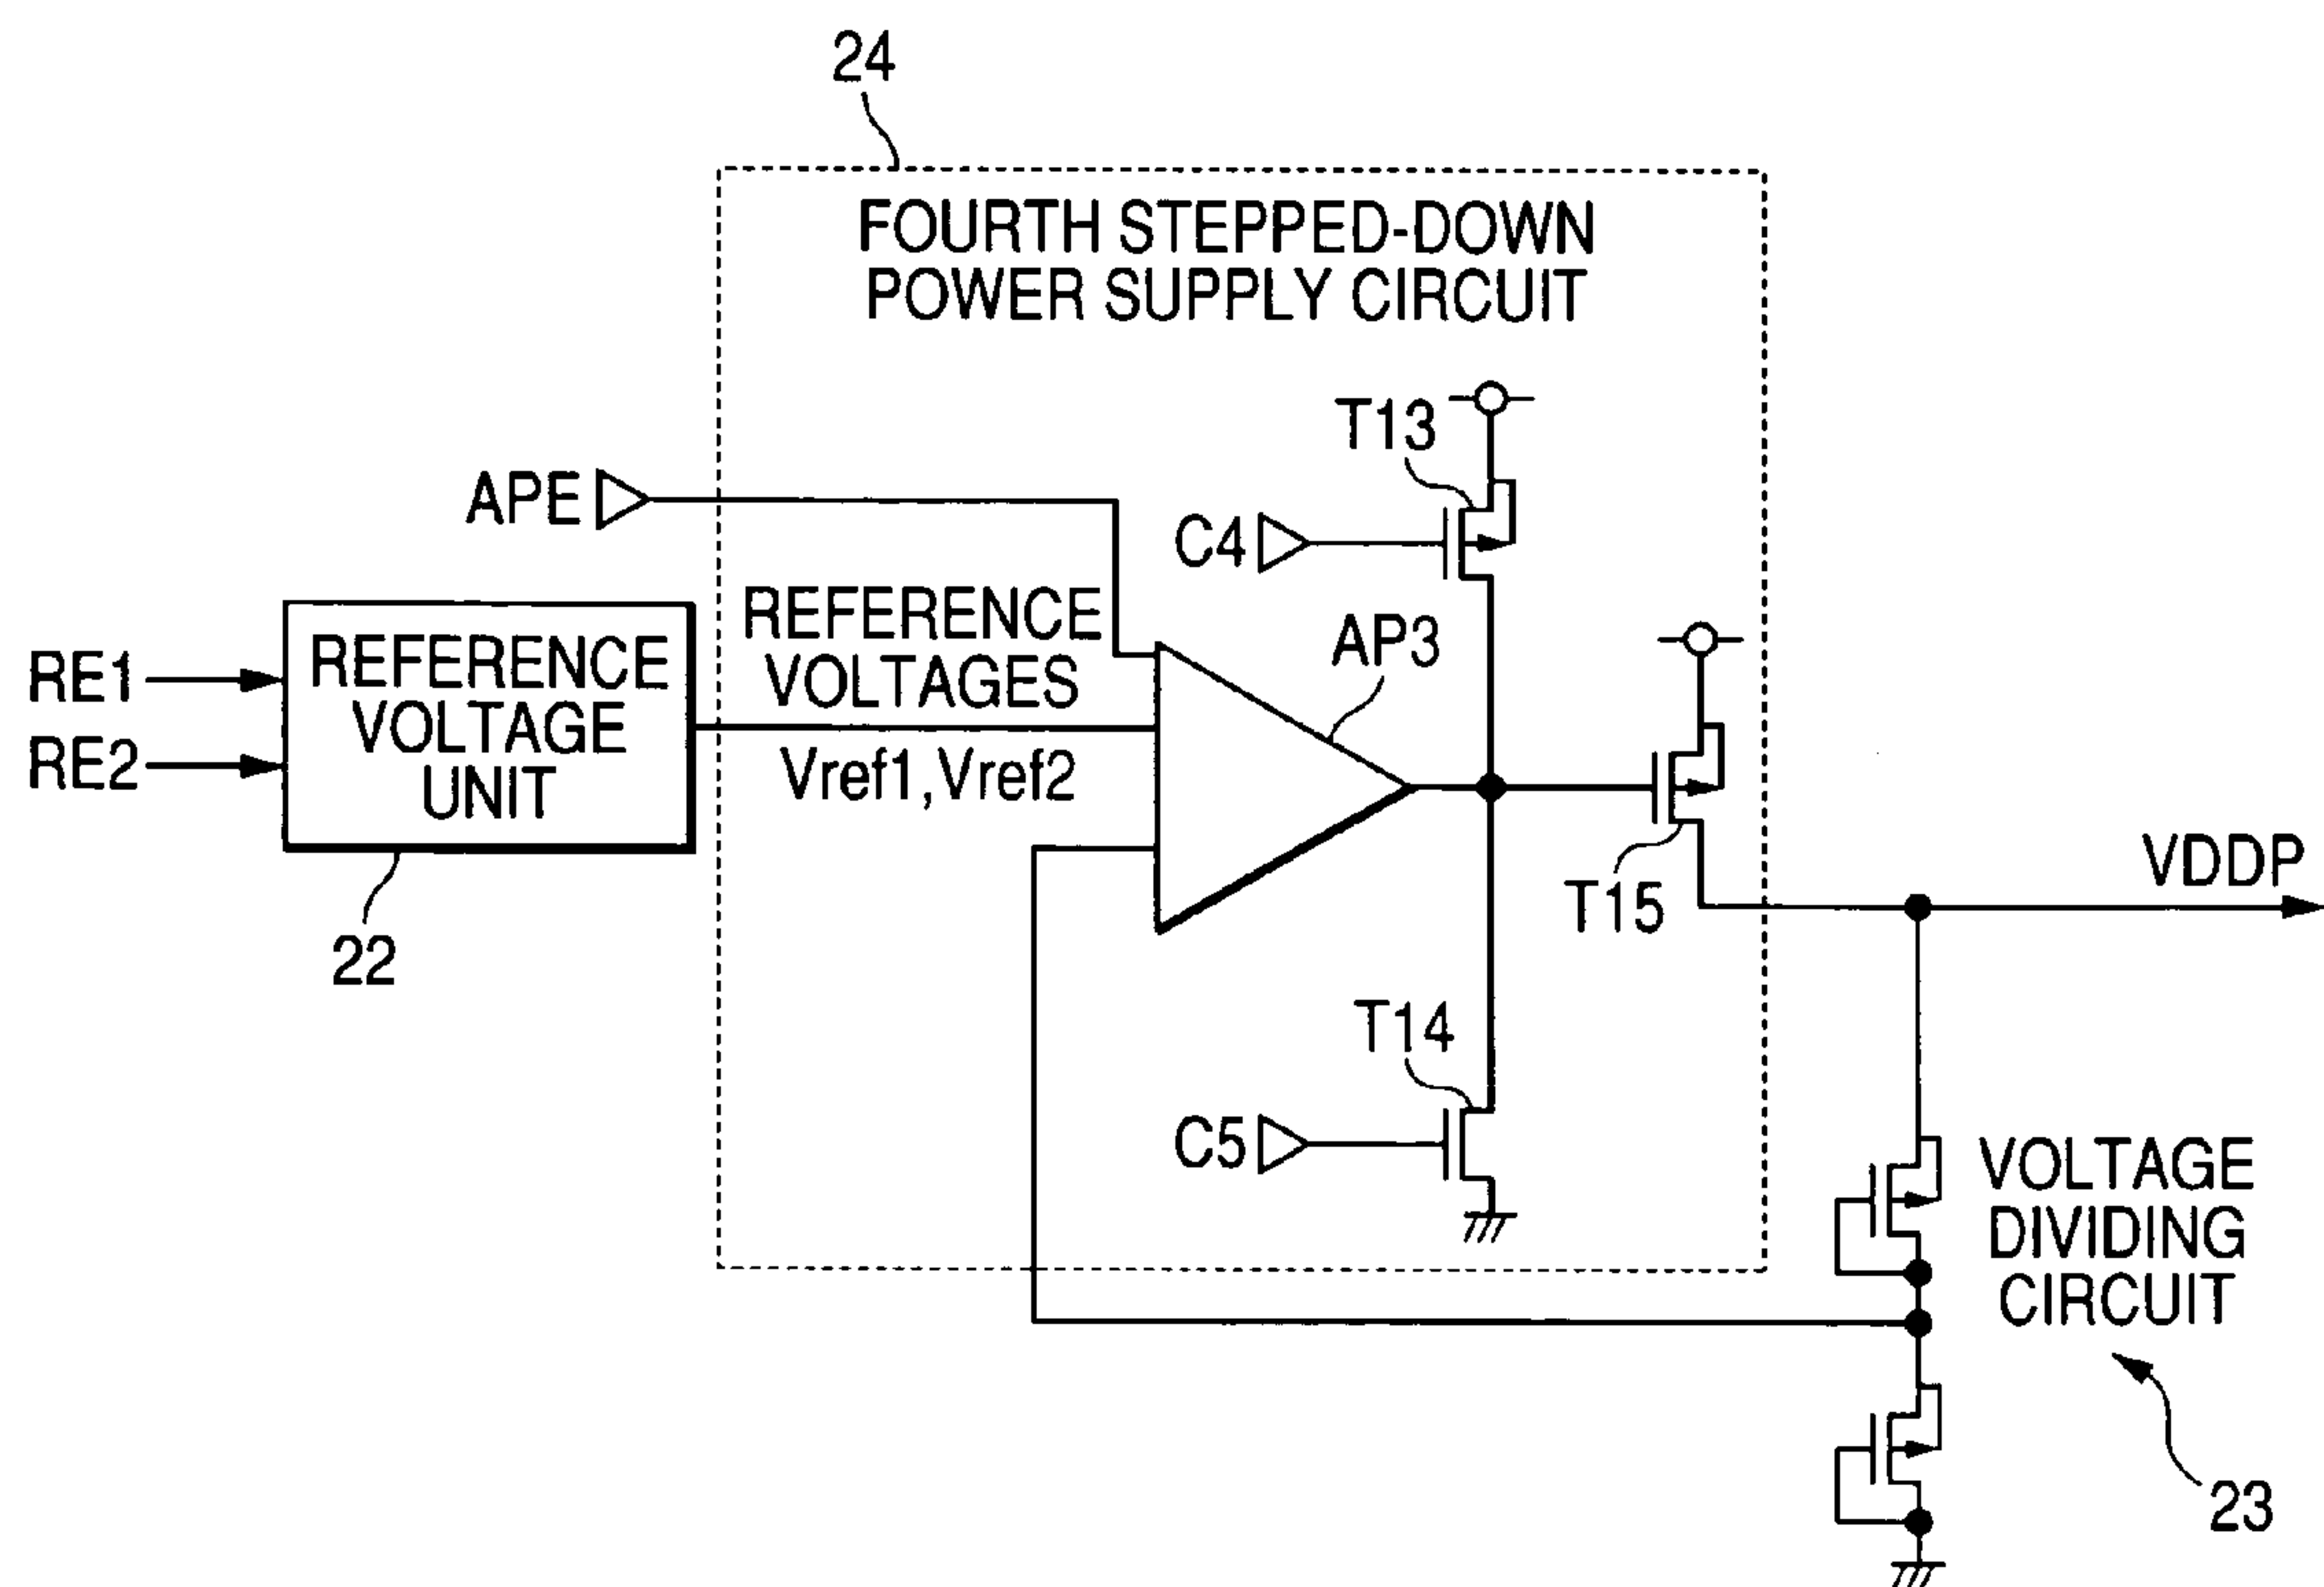 24
FOURTH STEPPED-DOWN
POWER SUPPLY CIRCUIT
T13
APE
C4
REFERENCE
VOLTAGES
AP3
RE1
RE2
REFERENCE
VOLTAGE
UNIT
Vref1,Vref2
VDDP
T15
22
T14
C5
VOLTAGE
DIVIDING
CIRCUIT
23